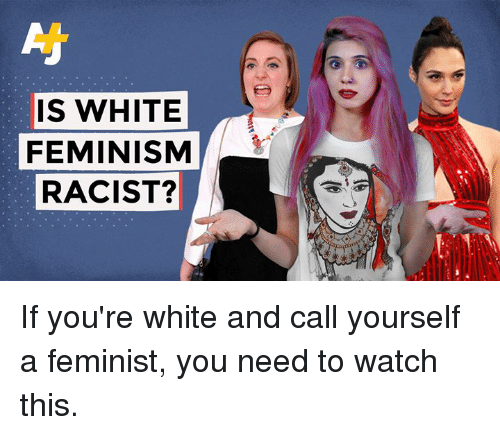 AJ+
IS WHITE
FEMINISM
RACIST?
If you're white and call yourself
a feminist, you need to watch
this.